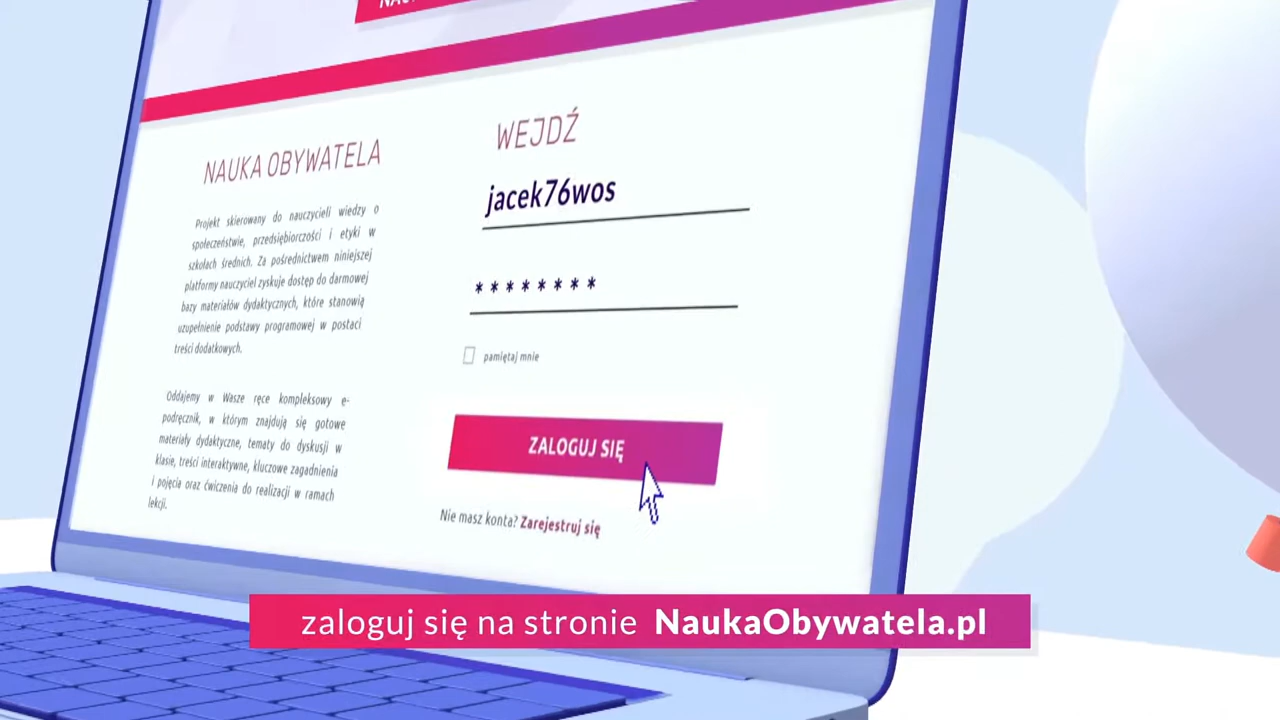 NAUKA OBYWATELA
Projekt skierowany do nauczycieli wiedzy o
społeczeństwie, przedsiębiorczości i etyki w
szkołach średnich. Za pośrednictwem niniejszej
platformy nauczyciel zyskuje dostęp do darmowej
bazy materiałów dydaktycznych, które stanowią
uzupełnienie podstawy programowej w postaci
treści dodatkowych.
Oddajemy w Wasze ręce kompleksowy e-
podręcznik, w którym znajdują się gotowe
materiały dydaktyczne, tematy do dyskusji w
klasie, treści interaktywne, kluczowe zagadnienia
i pojęcia oraz ćwiczenia do realizacji w ramach
lekcji.
WEJDŹ
jacek76wos
* * * * * * * *
pamiętaj mnie
ZALOGUJ SIĘ
Nie masz konta? Zarejestruj się
zaloguj się na stronie NaukaObywatela.pl